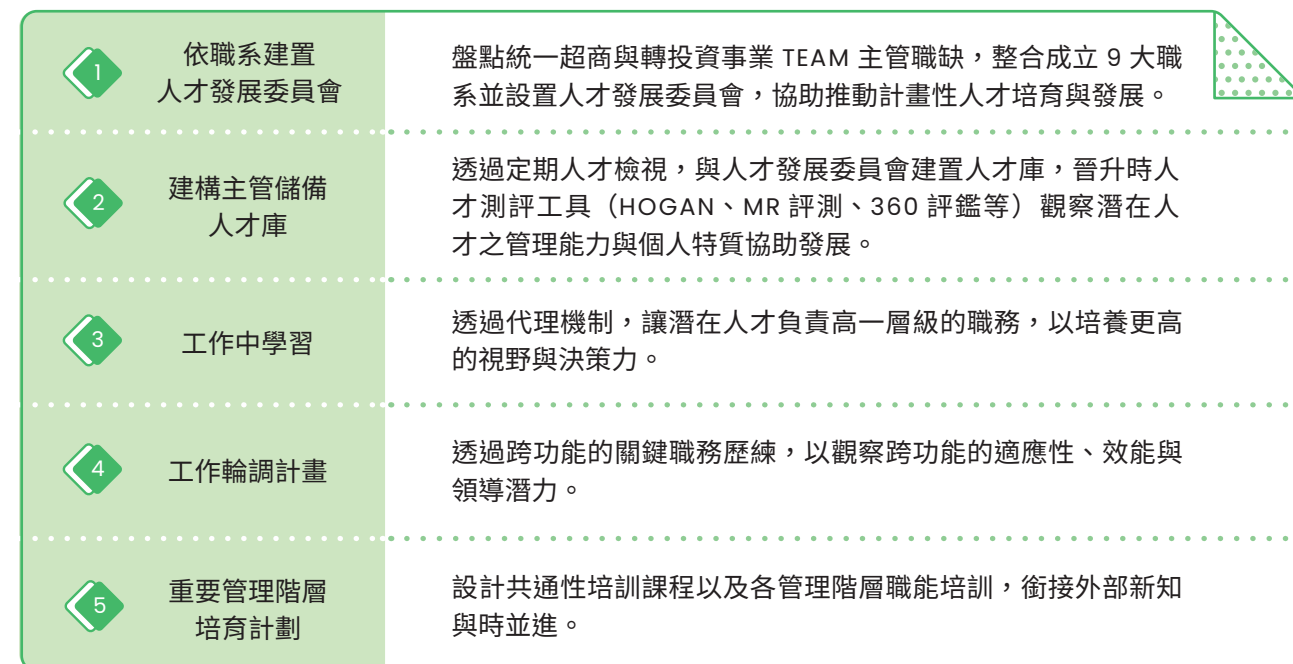 1
依職系建置
人才發展委員會
盤點統一超商與轉投資事業 TEAM 主管職缺，整合成立 9 大職
系並設置人才發展委員會，協助推動計畫性人才培育與發展。
2
建構主管儲備
人才庫
透過定期人才檢視，與人才發展委員會建置人才庫，晉升時人
才測評工具（HOGAN、MR 評測、360 評鑑等）觀察潛在人
才之管理能力與個人特質協助發展。
3
工作中學習
透過代理機制，讓潛在人才負責高一層級的職務，以培養更高
的視野與決策力。
4
工作輪調計畫
透過跨功能的關鍵職務歷練，以觀察跨功能的適應性、效能與
領導潛力。
5
重要管理階層
培育計劃
設計共通性培訓課程以及各管理階層職能培訓，銜接外部新知
與時並進。